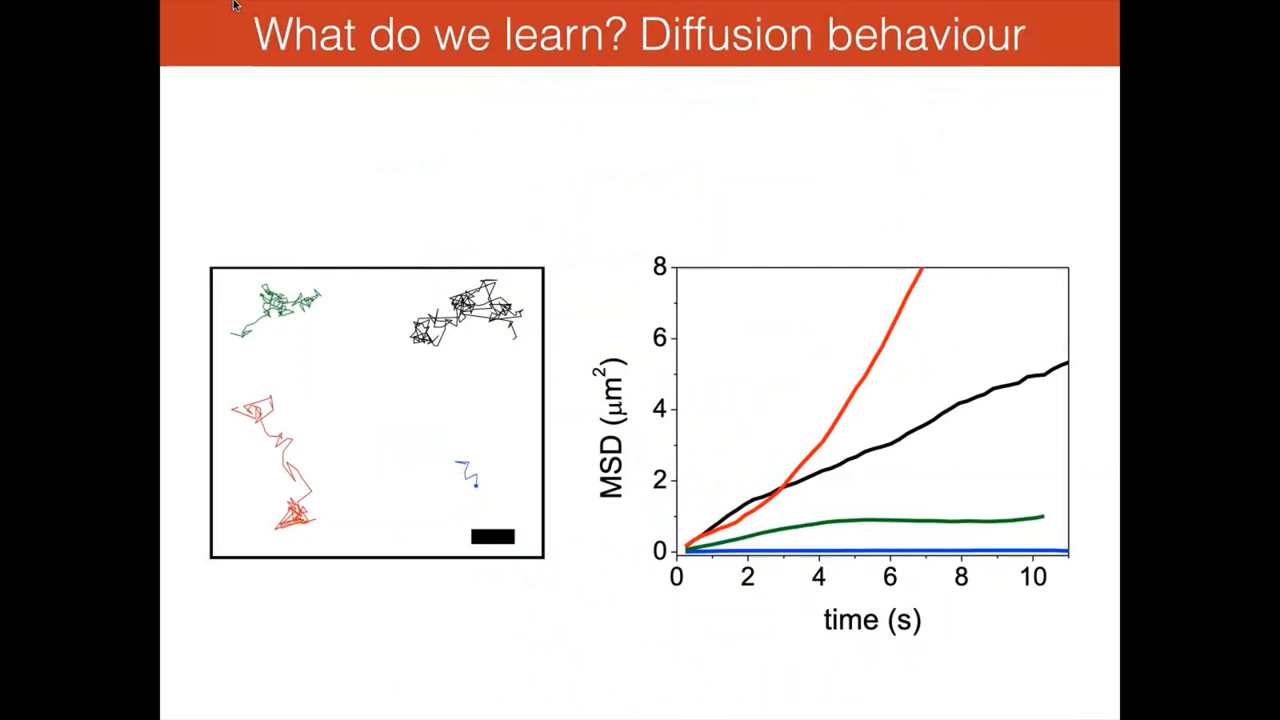 What do we learn? Diffusion behaviour
8
6
4
2
0
MSD (μm²)
0 2 4 6 8 10
time (s)